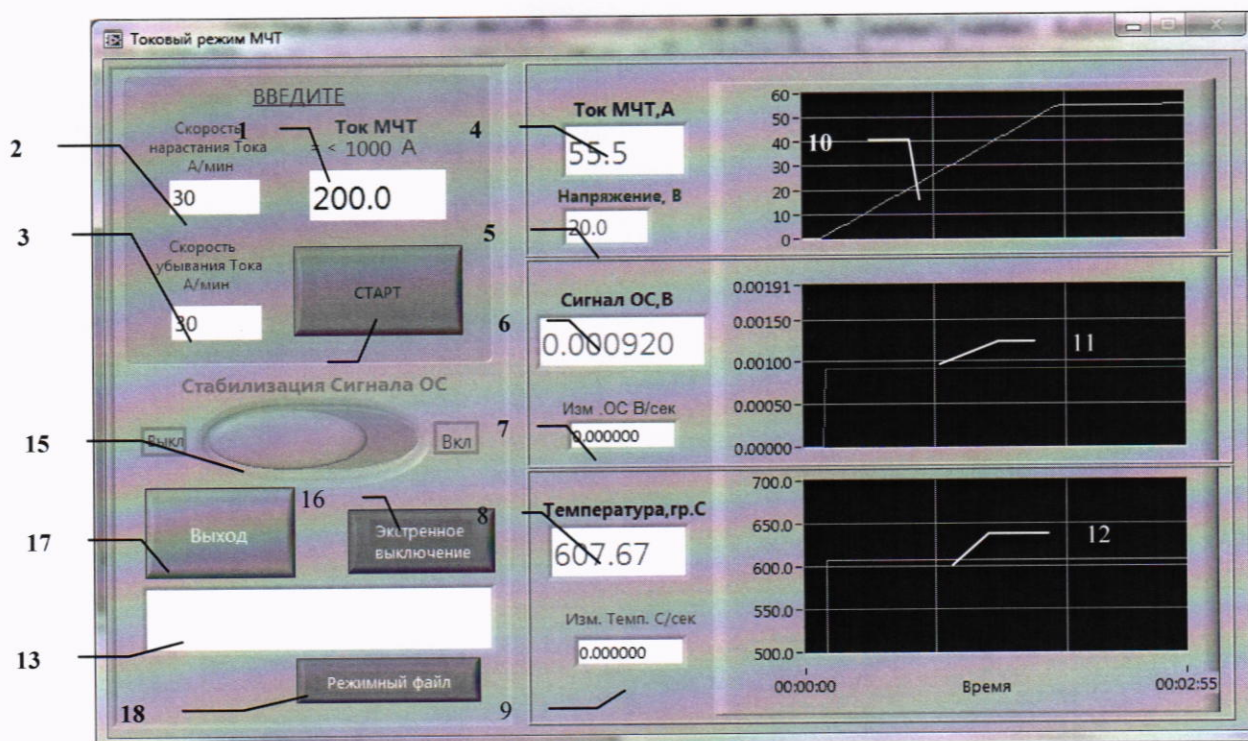 Токовый режим МЧТ
ВВЕДИТЕ
1
2
Скорость
нарастания Тока
А/мин
30
Ток МЧТ
= < 1000 А
200.0
3
Скорость
убывания Тока
А/мин
30
СТАРТ
Стабилизация Сигнала ОС
Выкл
Вкл
15
16
17
Выход
Экстренное
выключение
13
18
Режимный файл
4
Ток МЧТ,А
55.5
Напряжение, В
5
20.0
60
50
40
30
20
10
0
10
Сигнал ОС,В
6
0.000920
Изм .ОС В/сек
7
0.000000
0.00191
0.00150
0.00100
0.00050
0.00000
11
8
Температура,гр.С
607.67
Изм. Темп. С/сек
0.000000
9
700.0
650.0
600.0
550.0
500.0
12
00:00:00
Время
00:02:55